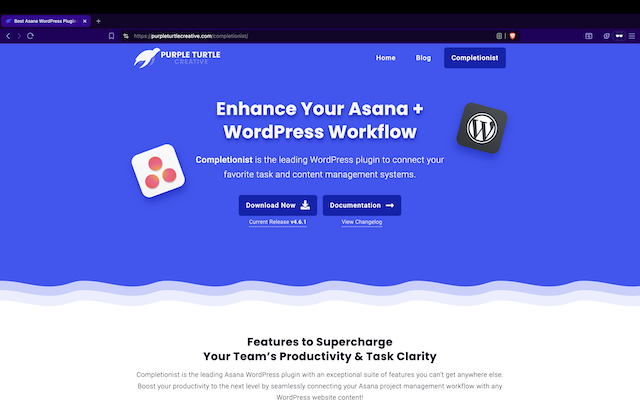 Best Asana WordPress Plugin
https://purpleturtlecreative.com/completionist/
PURPLE TURTLE
CREATIVE
Home
Blog
Completionist
Enhance Your Asana +
WordPress Workflow
Completionist is the leading WordPress plugin to connect your
favorite task and content management systems.
Download Now
Documentation
Current Release v4.6.1
View Changelog
Features to Supercharge
Your Team's Productivity & Task Clarity
Completionist is the leading Asana WordPress plugin with an exceptional suite of features you can't get anywhere else.
Boost your productivity to the next level by seamlessly connecting your Asana project management workflow with any
WordPress website content!